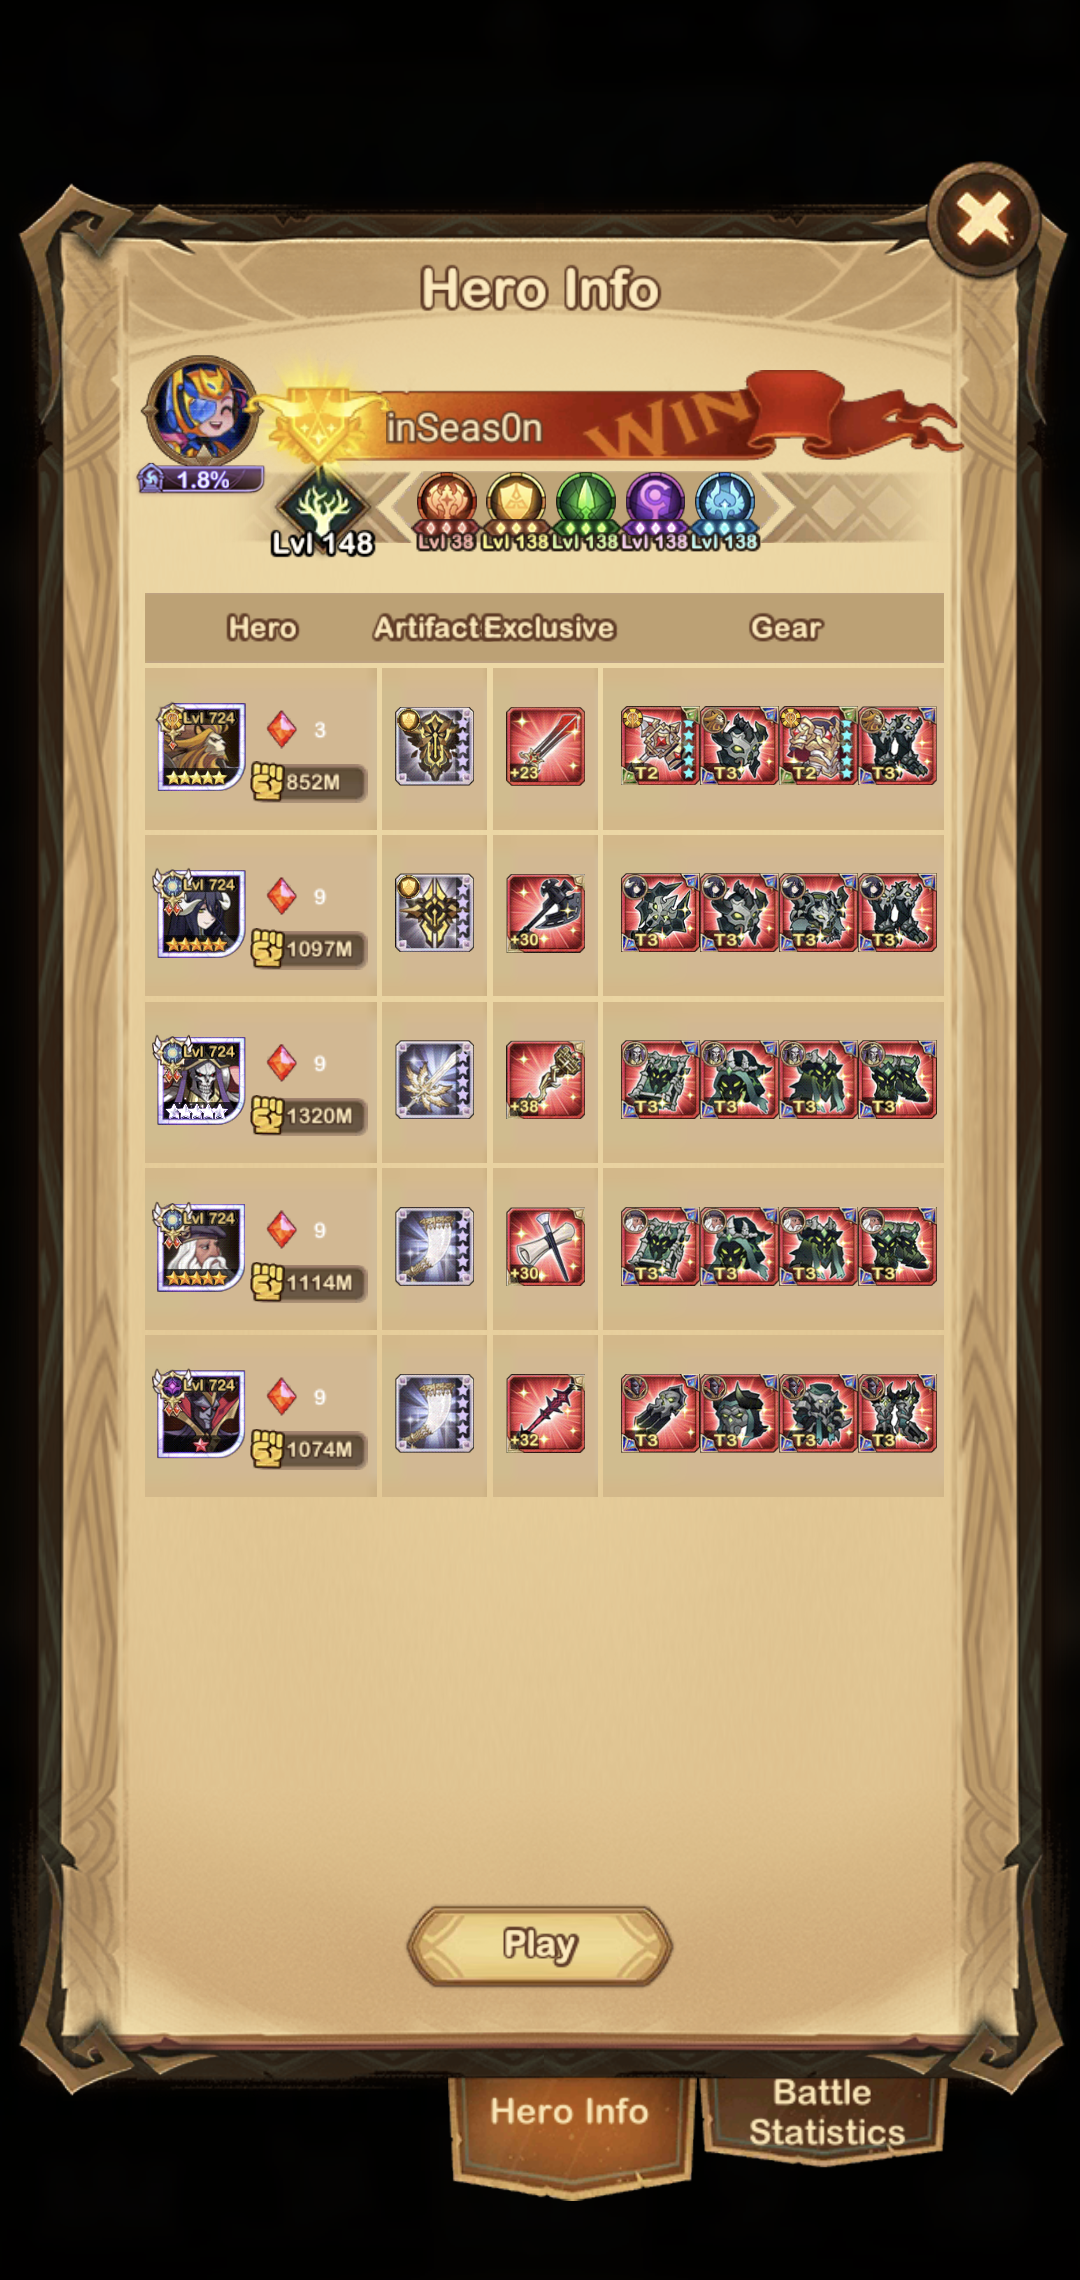 Hero Info
inSeas0n
WIN
1.8%
Lvl 148
Lvl 38 Lvl 138 Lvl 138 Lvl 138 Lvl 138
Hero Artifact Exclusive Gear
Lvl 724 3
852M +23 T2 T3 T2 T3
Lvl 724 9
1097M +30 T3 T3 T3 T3
Lvl 724 9
1320M +38 T3 T3 T3 T3
Lvl 724 9
1114M +30 T3 T3 T3 T3
Lvl 724 9
1074M +32 T3 T3 T3 T3
Play
Hero Info
Battle
Statistics